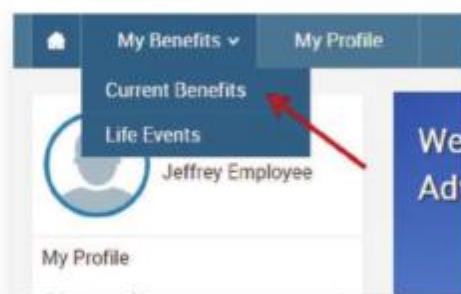 My Benefits My Profile
Current Benefits
Life Events
We
Jeffrey Employee
Ad
My Profile